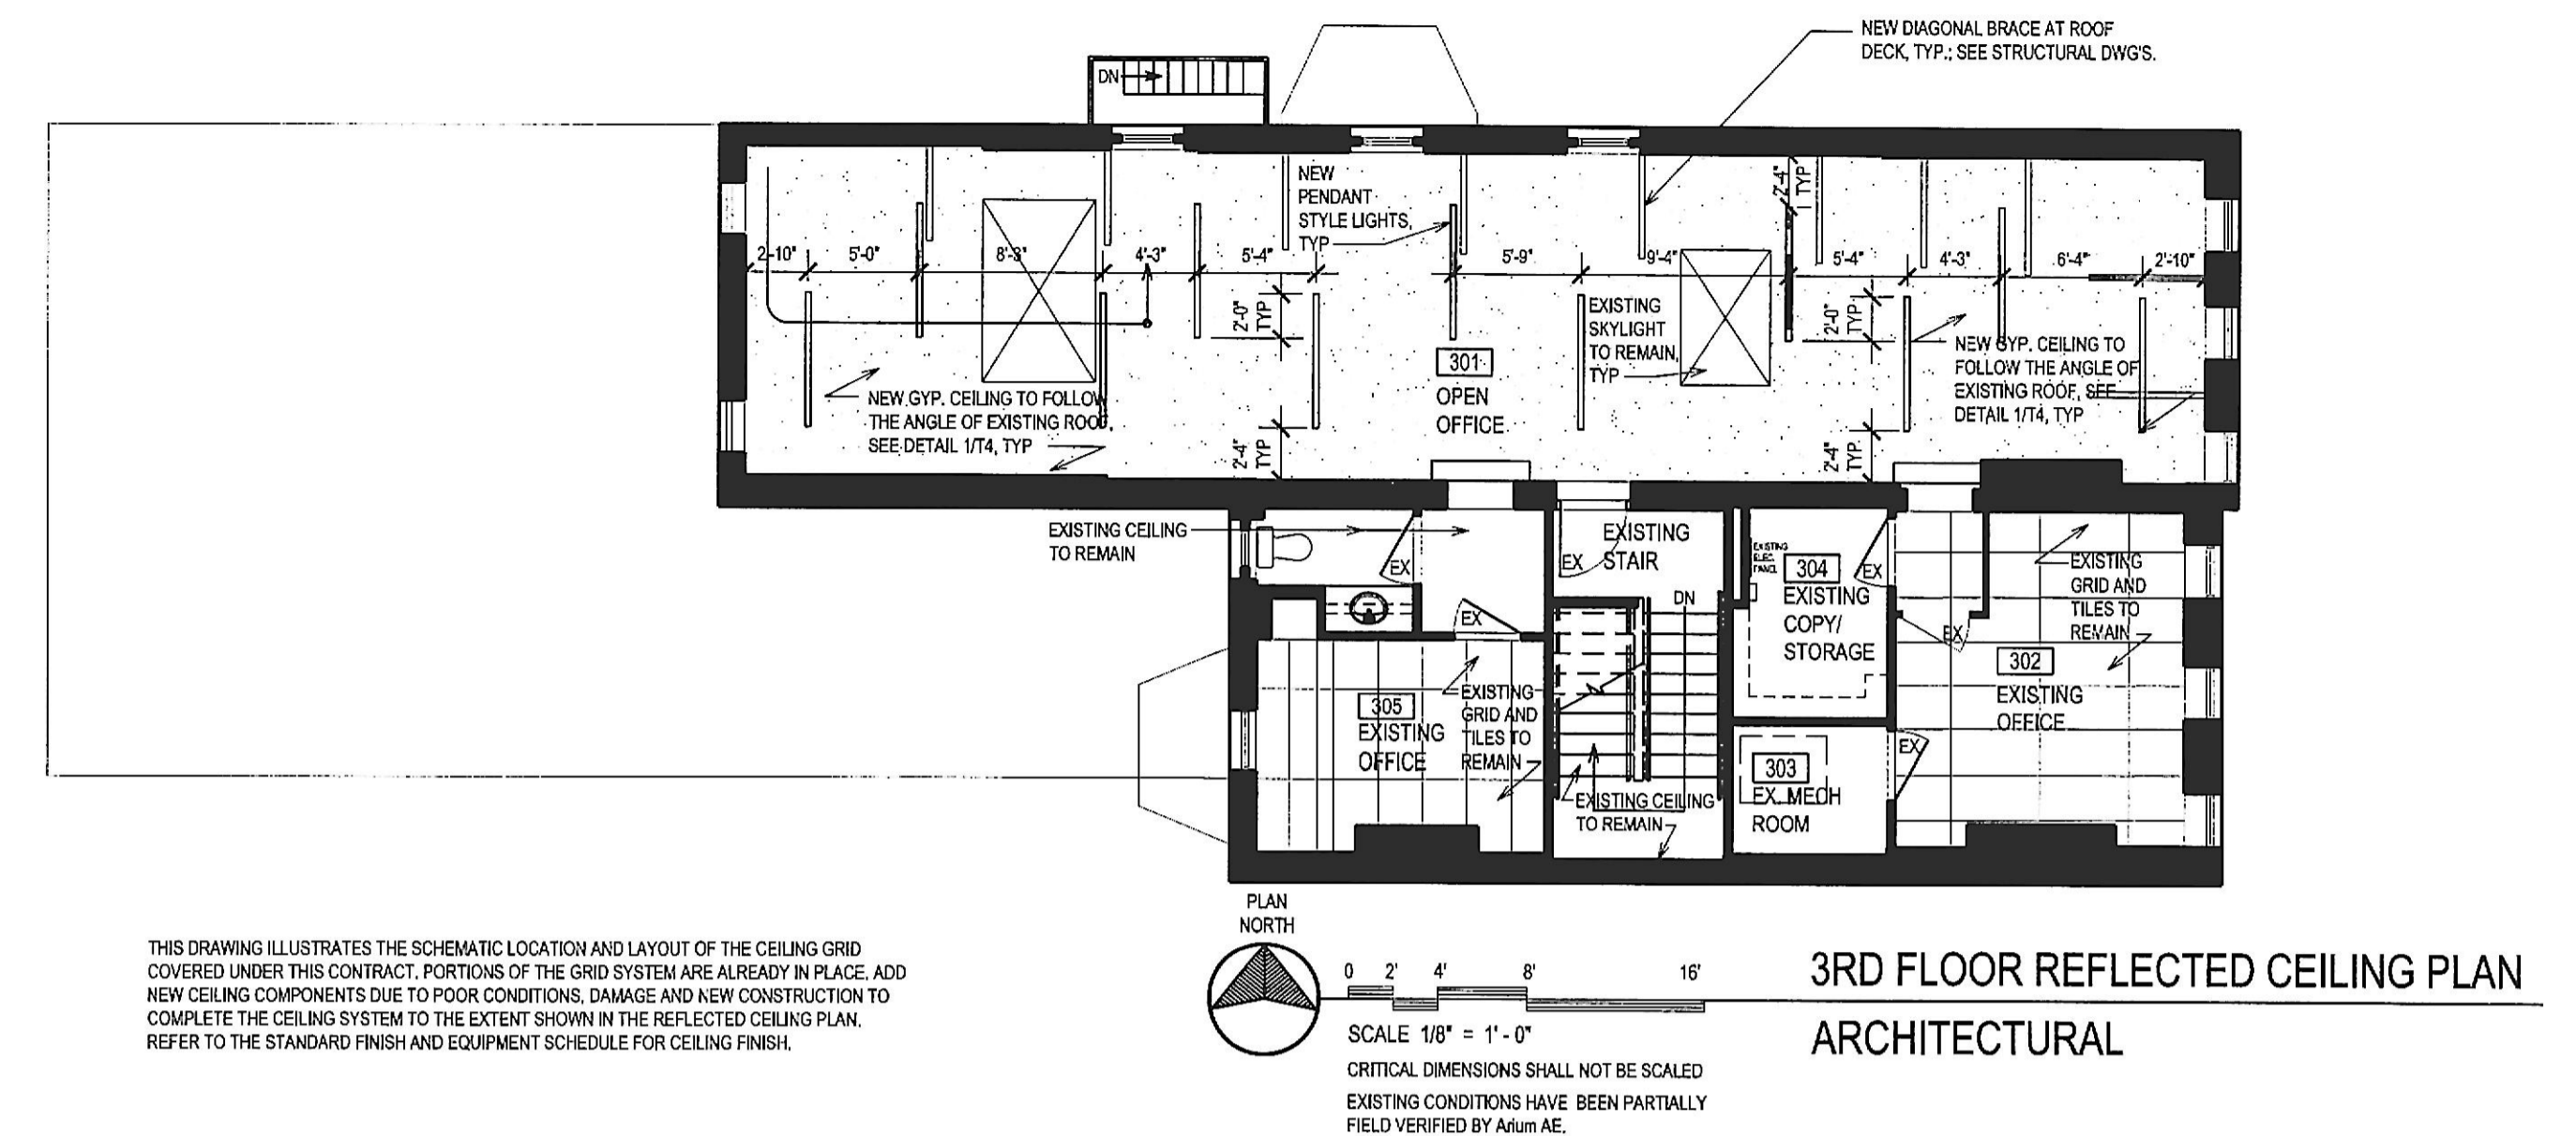 NEW DIAGONAL BRACE AT ROOF
DECK, TYP.; SEE STRUCTURAL DWG'S.
DN
NEW
PENDANT
STYLE LIGHTS,
TYP
2'-4"
TYP
2'-10"
5'-0"
8'-3"
4'-3"
5'-4"
5'-9"
9'-4"
5'-4"
4'-3"
6'-4"
2'-10"
2'-0"
TYP
EXISTING
SKYLIGHT
TO REMAIN,
TYP
2'-0"
TYP
301
OPEN
OFFICE
NEW GYP. CEILING TO
FOLLOW THE ANGLE OF
EXISTING ROOF, SEE
DETAIL 1/T4, TYP
NEW GYP. CEILING TO FOLLOW
THE ANGLE OF EXISTING ROOF,
SEE DETAIL 1/T4, TYP
2'-4"
TYP
2'-4"
TYP
EXISTING CEILING
TO REMAIN
EX
EX
EXISTING
STAIR
EX
DN
EXISTING
ELEC.
PANEL
304
EXISTING
COPY/
STORAGE
EX
EX
EXISTING
GRID AND
TILES TO
REMAIN
302
EXISTING
OFFICE
305
EXISTING
OFFICE
EXISTING
GRID AND
TILES TO
REMAIN
EXISTING CEILING
TO REMAIN
303
EX. MECH
ROOM
EX
PLAN
NORTH
THIS DRAWING ILLUSTRATES THE SCHEMATIC LOCATION AND LAYOUT OF THE CEILING GRID
COVERED UNDER THIS CONTRACT. PORTIONS OF THE GRID SYSTEM ARE ALREADY IN PLACE. ADD
NEW CEILING COMPONENTS DUE TO POOR CONDITIONS, DAMAGE AND NEW CONSTRUCTION TO
COMPLETE THE CEILING SYSTEM TO THE EXTENT SHOWN IN THE REFLECTED CEILING PLAN.
REFER TO THE STANDARD FINISH AND EQUIPMENT SCHEDULE FOR CEILING FINISH.
0 2' 4' 8' 16'
SCALE 1/8" = 1' - 0"
CRITICAL DIMENSIONS SHALL NOT BE SCALED
EXISTING CONDITIONS HAVE BEEN PARTIALLY
FIELD VERIFIED BY Arium AE.
3RD FLOOR REFLECTED CEILING PLAN
ARCHITECTURAL